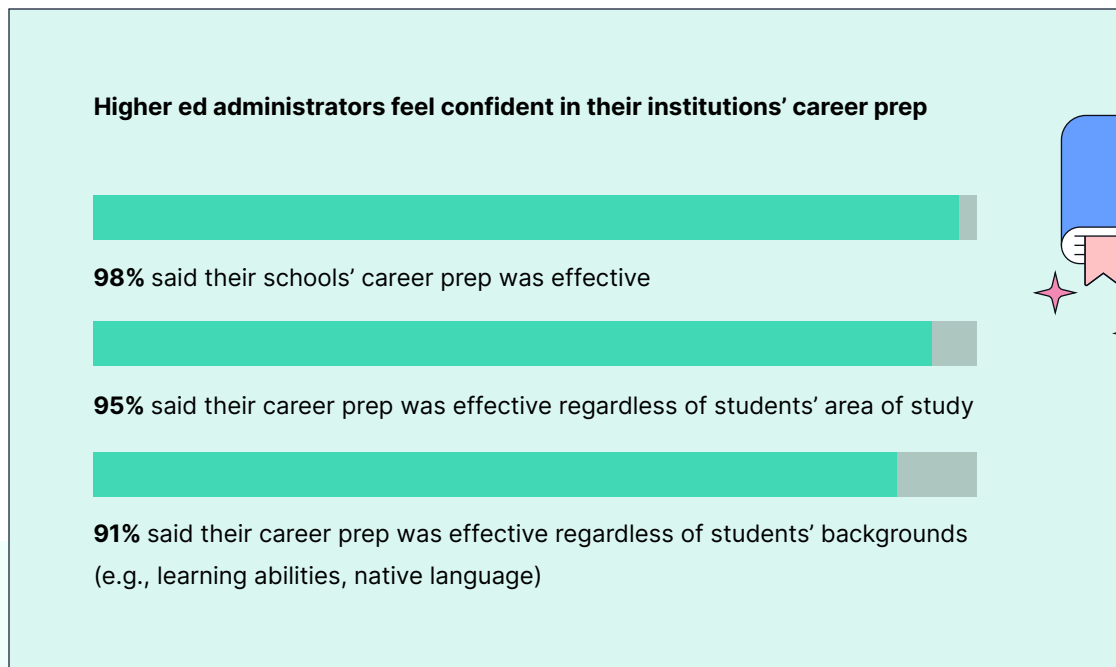 Higher ed administrators feel confident in their institutions’ career prep
98% said their schools’ career prep was effective
95% said their career prep was effective regardless of students’ area of study
91% said their career prep was effective regardless of students’ backgrounds
(e.g., learning abilities, native language)